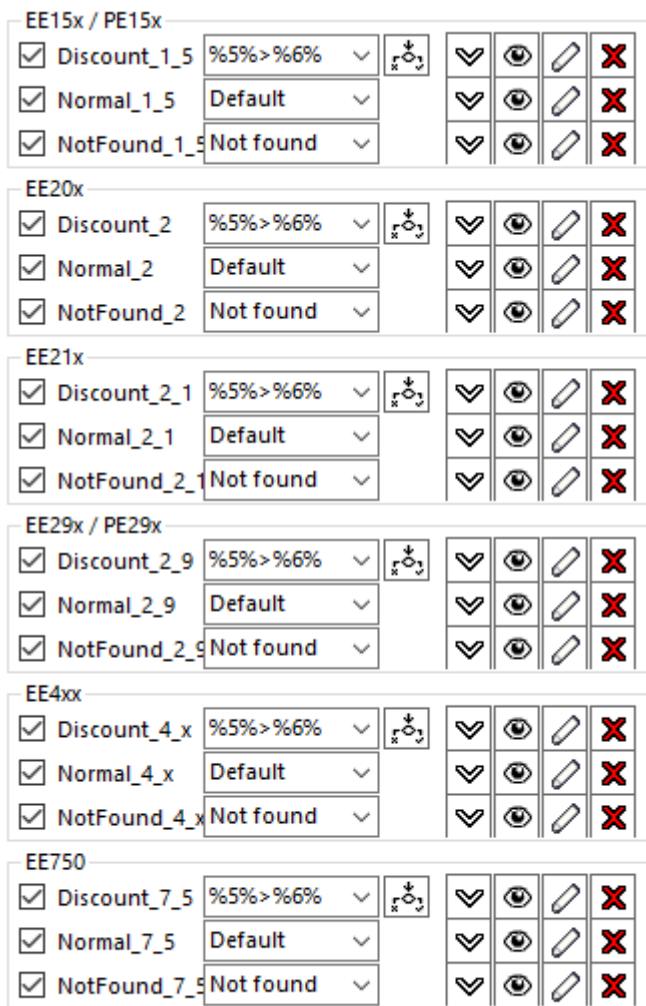 EE15x / PE15x
Discount_1_5 %5%>%6%
Normal_1_5 Default
NotFound_1_5 Not found
EE20x
Discount_2 %5%>%6%
Normal_2 Default
NotFound_2 Not found
EE21x
Discount_2_1 %5%>%6%
Normal_2_1 Default
NotFound_2_1 Not found
EE29x / PE29x
Discount_2_9 %5%>%6%
Normal_2_9 Default
NotFound_2_9 Not found
EE4xx
Discount_4_x %5%>%6%
Normal_4_x Default
NotFound_4_x Not found
EE750
Discount_7_5 %5%>%6%
Normal_7_5 Default
NotFound_7_5 Not found